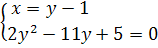 x = y − 1
2y² − 11y + 5 = 0